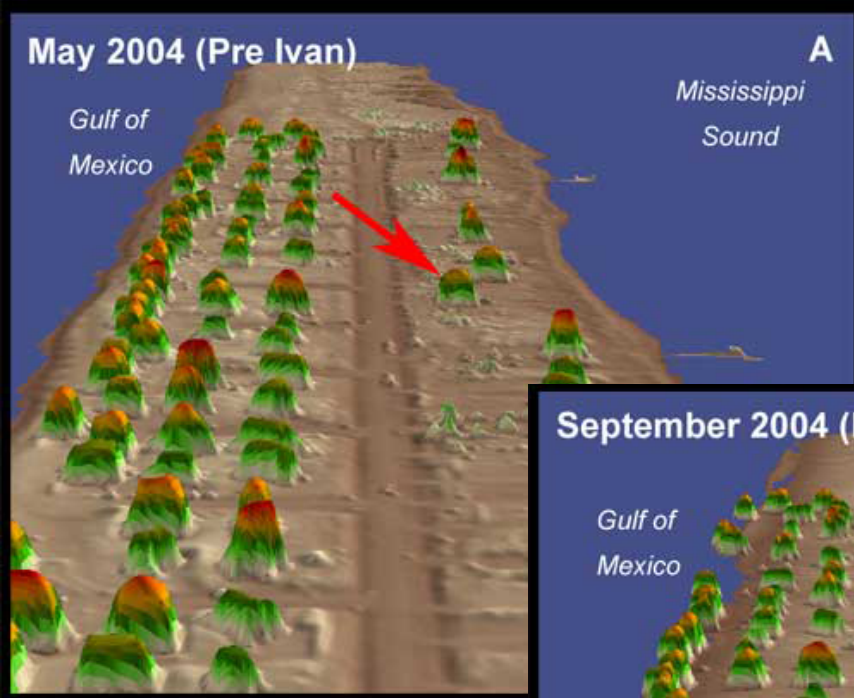 May 2004 (Pre Ivan)
A
Gulf of
Mexico
Mississippi
Sound
September 2004 (
Gulf of
Mexico